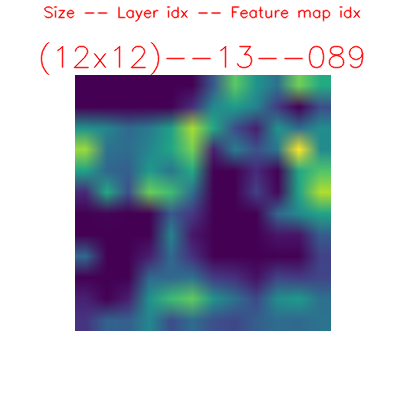 Size -- Layer idx -- Feature map idx
(12x12)--13--089